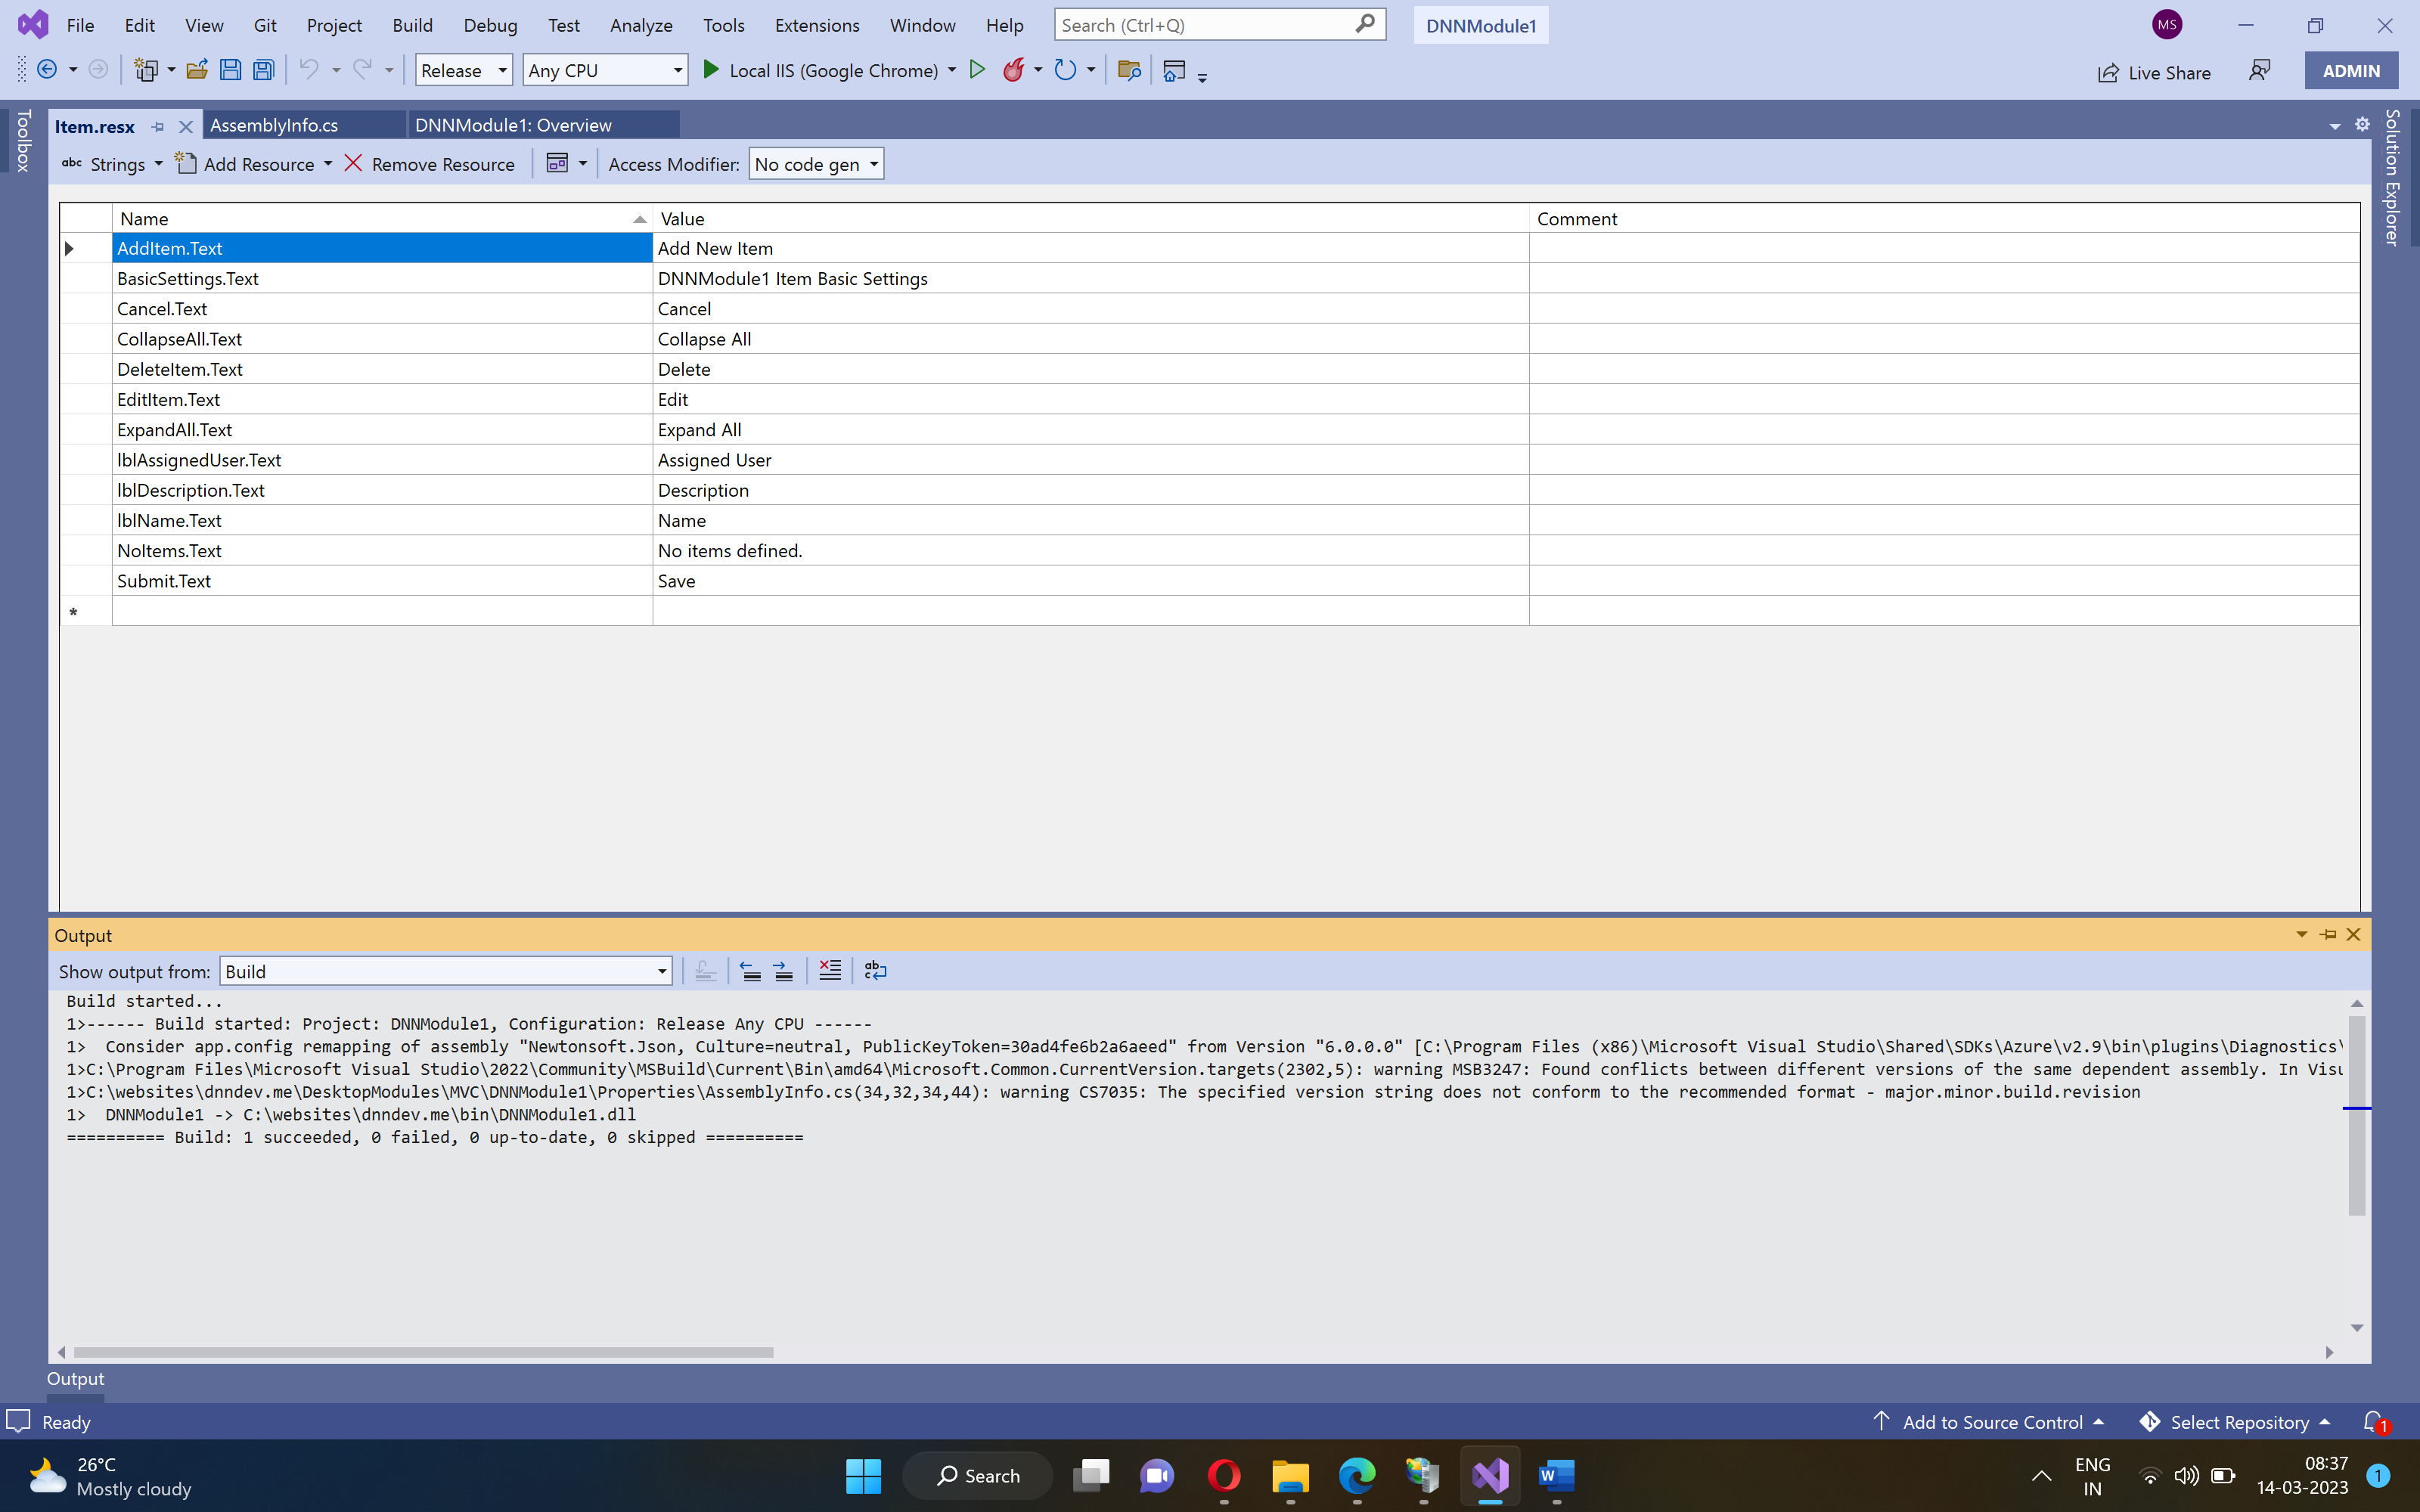 File Edit View Git Project Build Debug Test Analyze Tools Extensions Window Help Search (Ctrl+Q) DNNModule1 MS
Release Any CPU Local IIS (Google Chrome) Live Share ADMIN
Toolbox
Item.resx AssemblyInfo.cs DNNModule1: Overview
Solution Explorer
abc Strings Add Resource Remove Resource Access Modifier: No code gen
Name Value Comment
AddItem.Text Add New Item
BasicSettings.Text DNNModule1 Item Basic Settings
Cancel.Text Cancel
CollapseAll.Text Collapse All
DeleteItem.Text Delete
EditItem.Text Edit
ExpandAll.Text Expand All
lblAssignedUser.Text Assigned User
lblDescription.Text Description
lblName.Text Name
NoItems.Text No items defined.
Submit.Text Save
*
Output
Show output from: Build
Build started...
1>------ Build started: Project: DNNModule1, Configuration: Release Any CPU ------
1>  Consider app.config remapping of assembly "Newtonsoft.Json, Culture=neutral, PublicKeyToken=30ad4fe6b2a6aeed" from Version "6.0.0.0" [C:\Program Files (x86)\Microsoft Visual Studio\Shared\SDKs\Azure\v2.9\bin\plugins\Diagnostics\
1>C:\Program Files\Microsoft Visual Studio\2022\Community\MSBuild\Current\Bin\amd64\Microsoft.Common.CurrentVersion.targets(2302,5): warning MSB3247: Found conflicts between different versions of the same dependent assembly. In Visu
1>C:\websites\dnndev.me\DesktopModules\MVC\DNNModule1\Properties\AssemblyInfo.cs(34,32,34,44): warning CS7035: The specified version string does not conform to the recommended format - major.minor.build.revision
1>  DNNModule1 -> C:\websites\dnndev.me\bin\DNNModule1.dll
========== Build: 1 succeeded, 0 failed, 0 up-to-date, 0 skipped ==========
Output
Ready Add to Source Control Select Repository 1
26°C
Mostly cloudy
Search
W
ENG
IN
08:37
14-03-2023
1